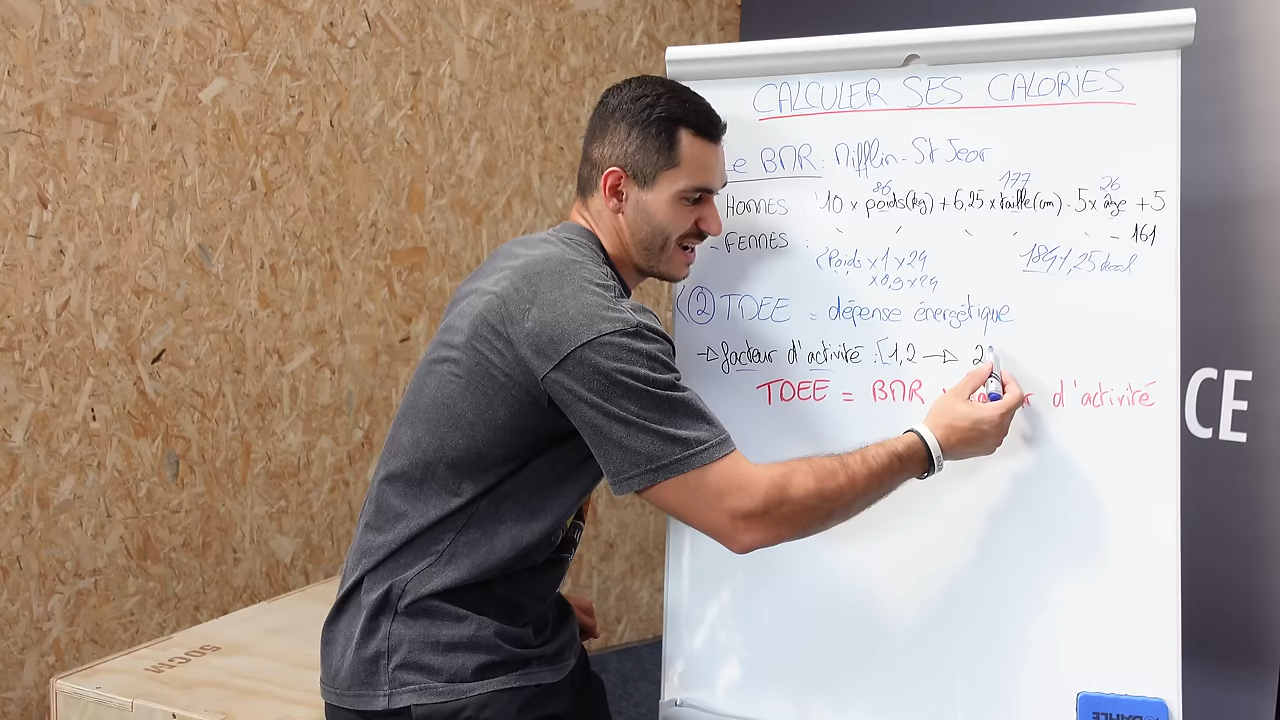 CALCULER SES CALORIES
Le BMR : Mifflin-St Jeor
86 177 26
HOMMES : 10 x poids(kg) + 6,25 x taille(cm) - 5 x âge + 5
- FEMMES : - 161
(Poids x 1 x 24 1841,25 kcal
x 0,9 x 24
(2) TDEE = dépense énergétique
→ facteur d'activité : [1,2 → 2
TDEE = BMR d'activité
CE
50CM